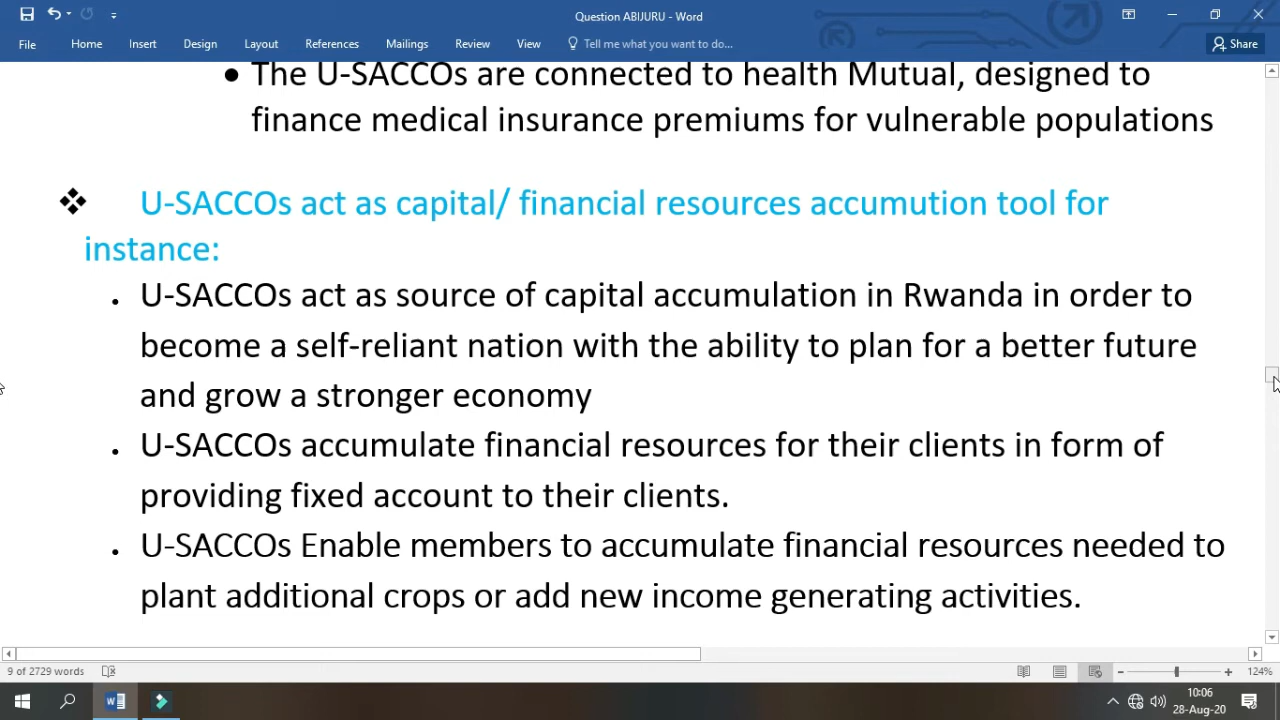 Question ABIJURU - Word
File Home Insert Design Layout References Mailings Review View Tell me what you want to do... Share
• The U-SACCOs are connected to health Mutual, designed to
finance medical insurance premiums for vulnerable populations
❖ U-SACCOs act as capital/ financial resources accumution tool for
instance:
• U-SACCOs act as source of capital accumulation in Rwanda in order to
become a self-reliant nation with the ability to plan for a better future
and grow a stronger economy
• U-SACCOs accumulate financial resources for their clients in form of
providing fixed account to their clients.
• U-SACCOs Enable members to accumulate financial resources needed to
plant additional crops or add new income generating activities.
9 of 2729 words 124%
10:06
28-Aug-20